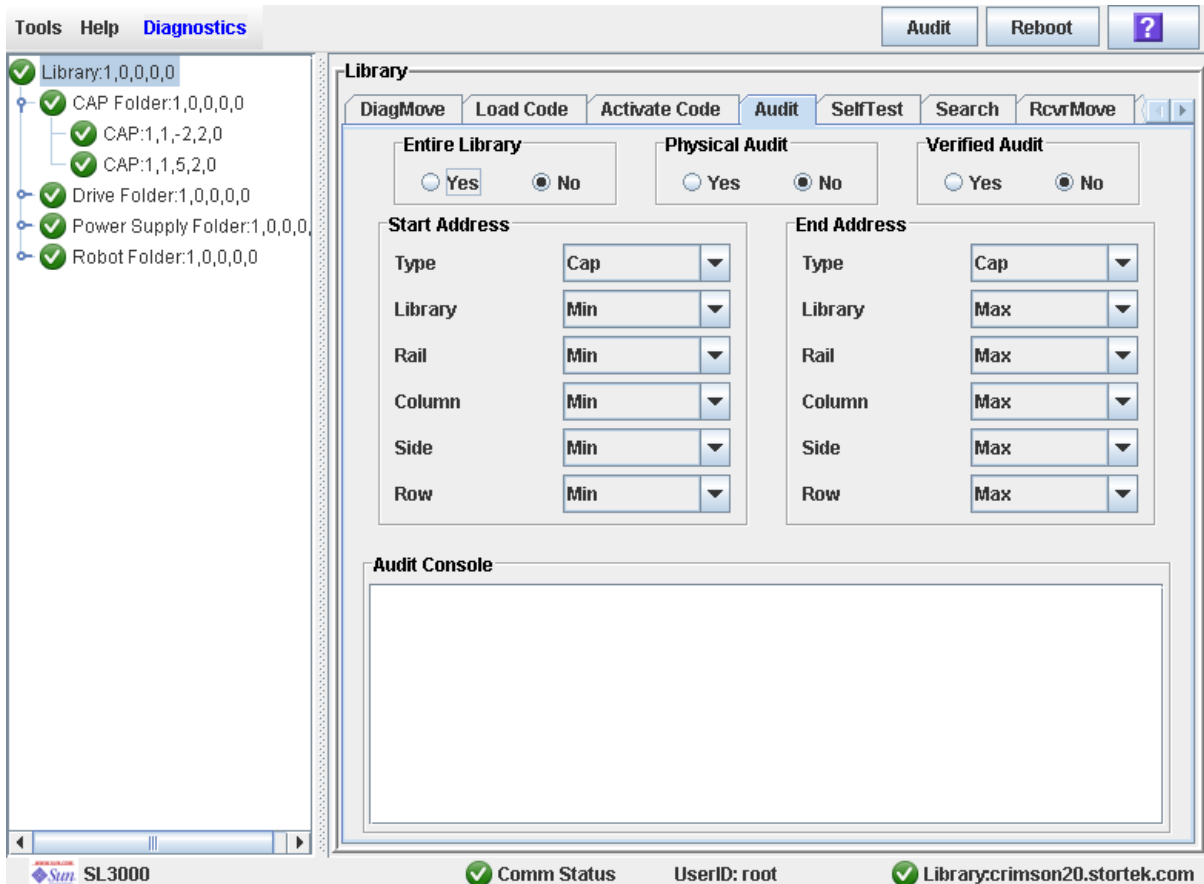 Tools Help Diagnostics
Audit Reboot ?
Library:1,0,0,0,0
CAP Folder:1,0,0,0,0
CAP:1,1,-2,2,0
CAP:1,1,5,2,0
Drive Folder:1,0,0,0,0
Power Supply Folder:1,0,0,0,
Robot Folder:1,0,0,0,0
Library
DiagMove Load Code Activate Code Audit SelfTest Search RcvrMove
Entire Library Physical Audit Verified Audit
Yes No Yes No Yes No
Start Address
Type Cap
Library Min
Rail Min
Column Min
Side Min
Row Min
End Address
Type Cap
Library Max
Rail Max
Column Max
Side Max
Row Max
Audit Console
Sun SL3000 Comm Status UserID: root Library:crimson20.stortek.com